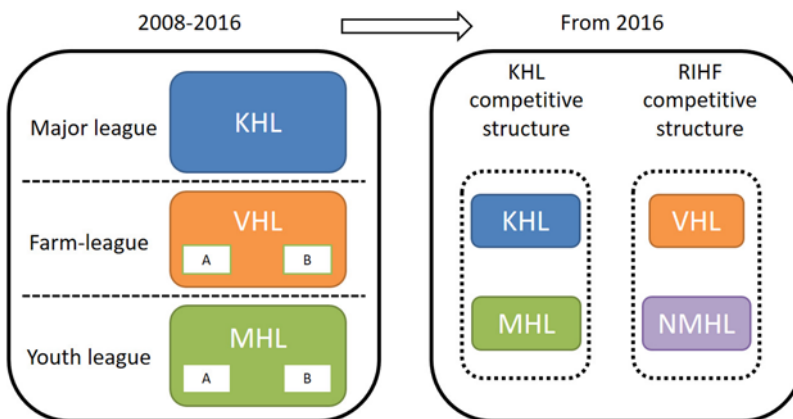 2008-2016
From 2016
Major league
KHL
Farm-league
VHL
A
B
Youth league
MHL
A
B
KHL
competitive
structure
KHL
MHL
RIHF
competitive
structure
VHL
NMHL